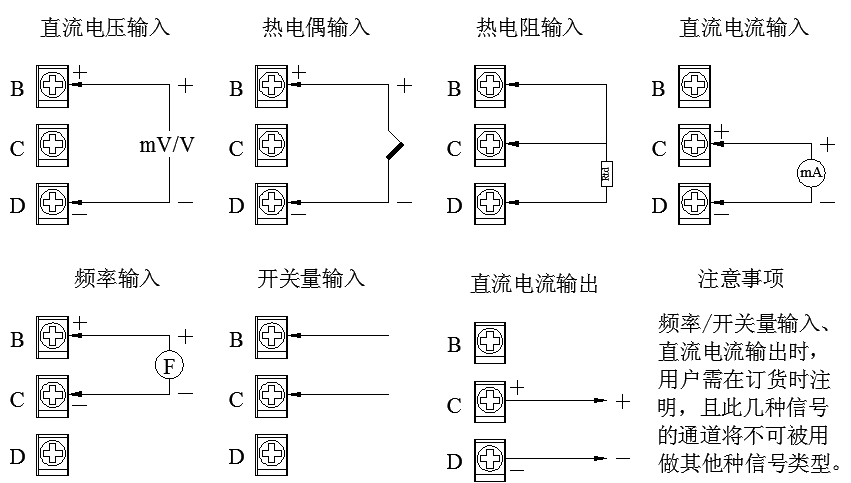 直流电压输入
B
+
+
C
mV/V
D
—
—
热电偶输入
B
+
+
C
D
—
—
热电阻输入
B
C
Rtd
D
直流电流输入
B
C
+
+
mA
D
—
—
频率输入
B
+
+
F
C
—
—
D
开关量输入
B
C
D
直流电流输出
B
C
+
+
D
—
—
注意事项
频率/开关量输入、
直流电流输出时，
用户需在订货时注
明，且此几种信号
的通道将不可被用
做其他种信号类型。